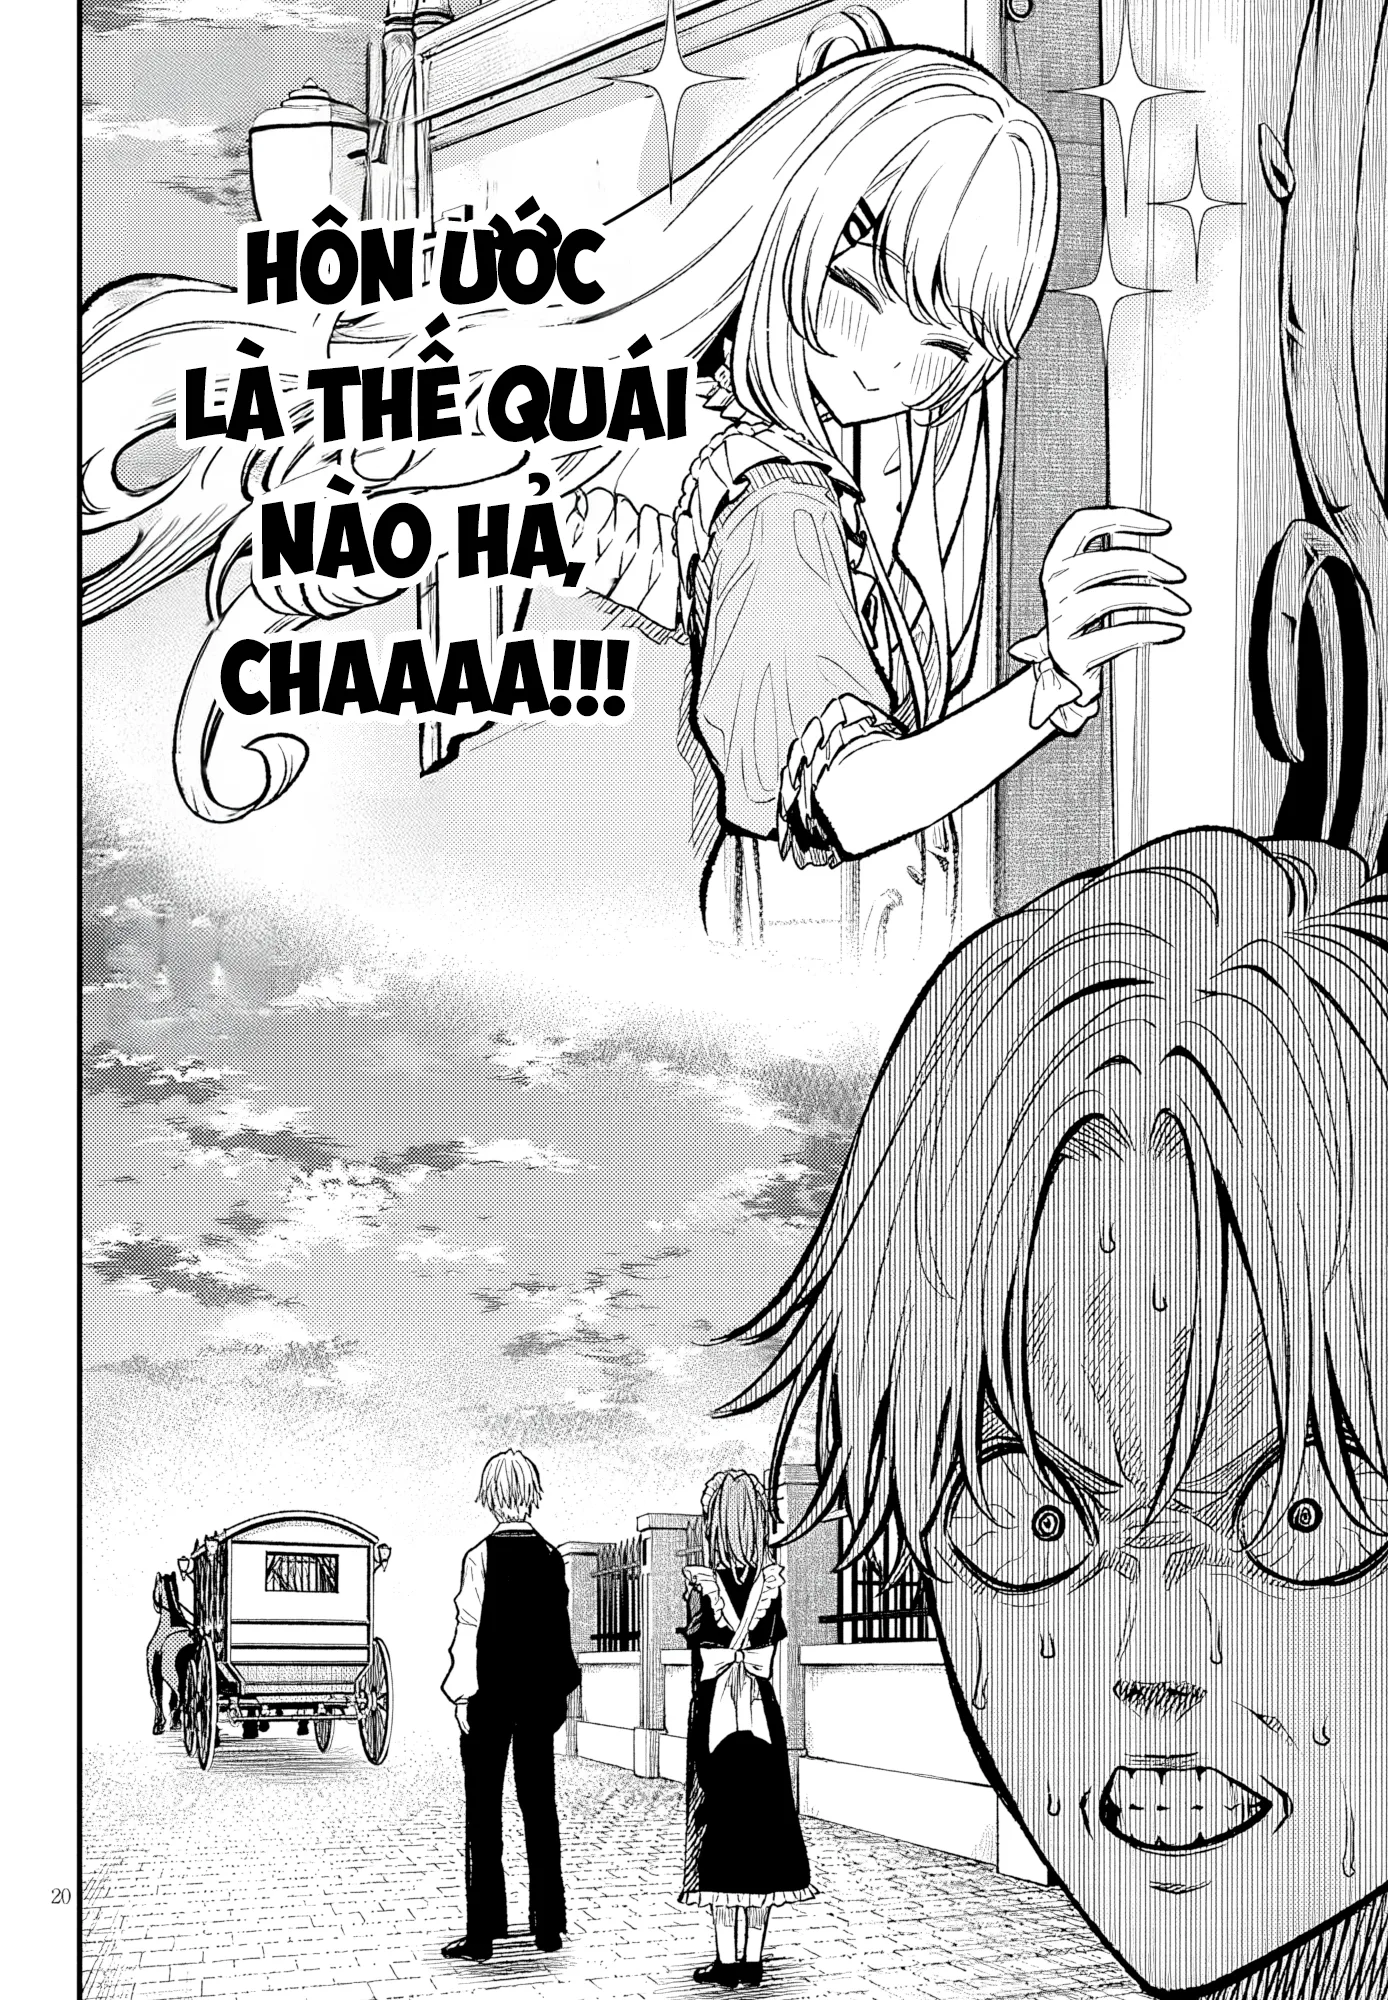 HÔN ƯỚC
LÀ THẾ QUÁI
NÀO HẢ,
CHAAAA!!!
20